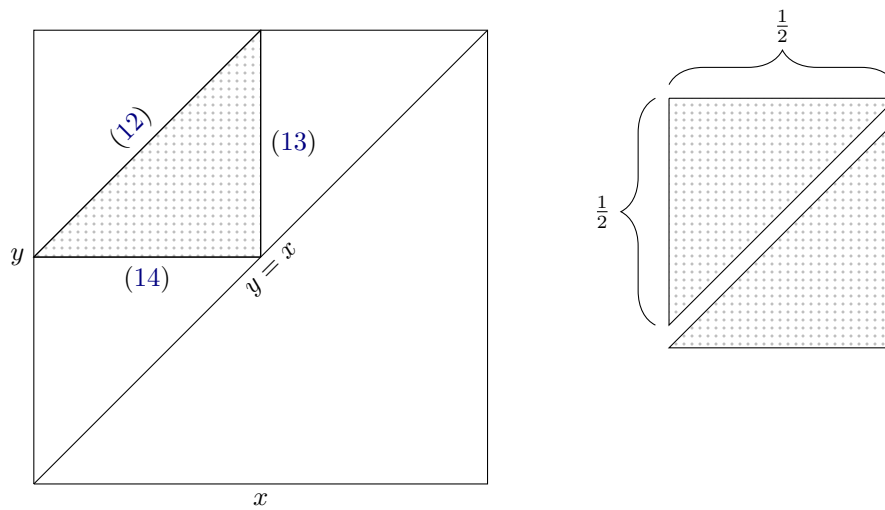 1/2
(12)
(13)
1/2
y
(14)
y = x
x